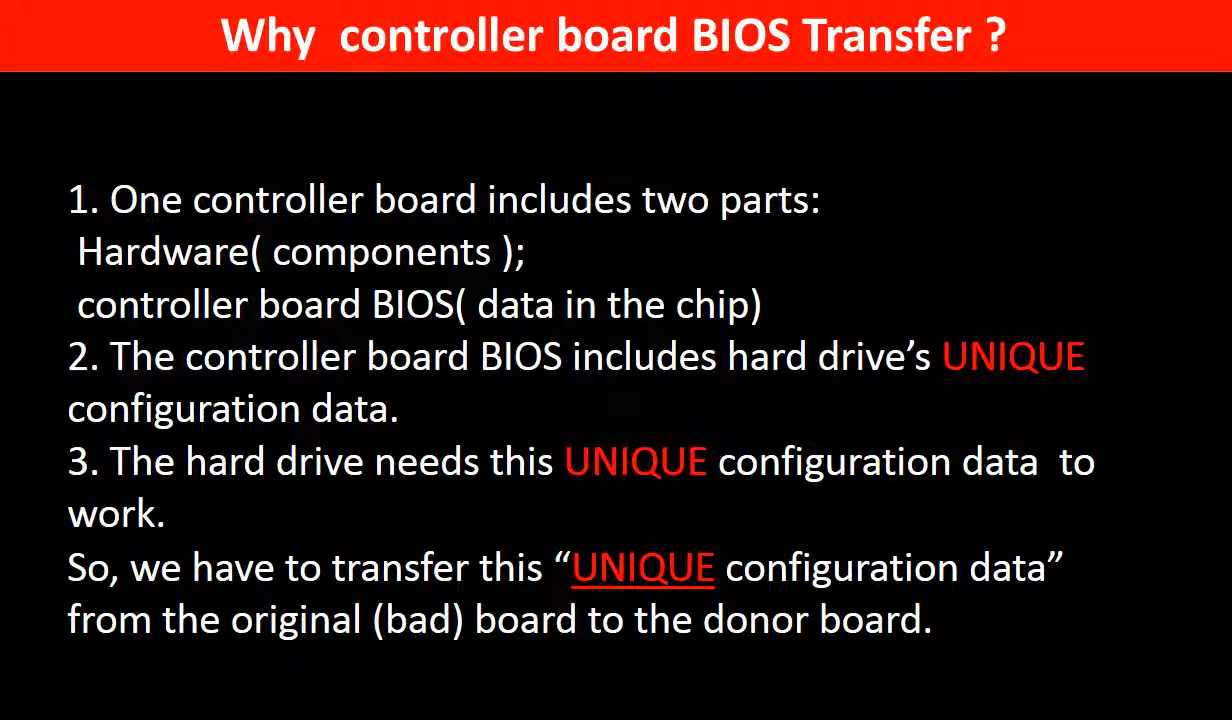 Why  controller board BIOS Transfer ?
1. One controller board includes two parts:
Hardware( components );
controller board BIOS( data in the chip)
2. The controller board BIOS includes hard drive’s UNIQUE
configuration data.
3. The hard drive needs this UNIQUE configuration data  to
work.
So, we have to transfer this “UNIQUE configuration data”
from the original (bad) board to the donor board.